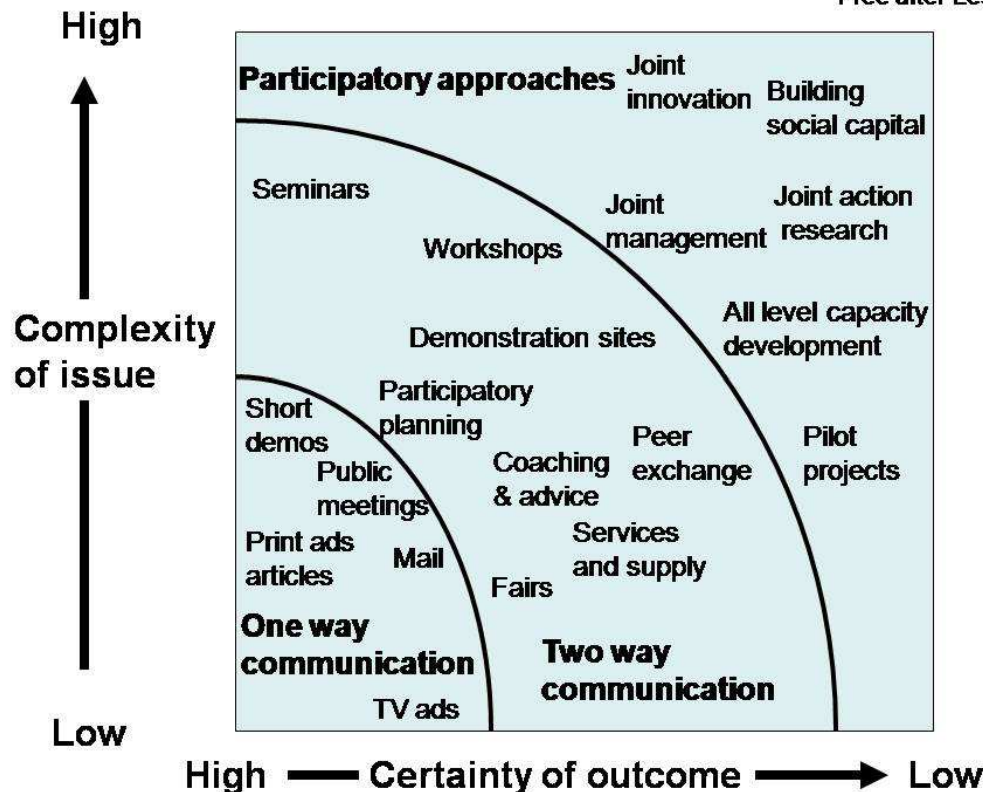 High
Participatory approaches
Joint
innovation
Building
social capital
Seminars
Joint
management
Joint action
research
Workshops
Complexity
of issue
Demonstration sites
All level capacity
development
Participatory
planning
Short
demos
Public
meetings
Coaching
& advice
Peer
exchange
Pilot
projects
Print ads
articles
Mail
Services
and supply
Fairs
One way
communication
Two way
communication
TV ads
Low
High
Certainty of outcome
Low